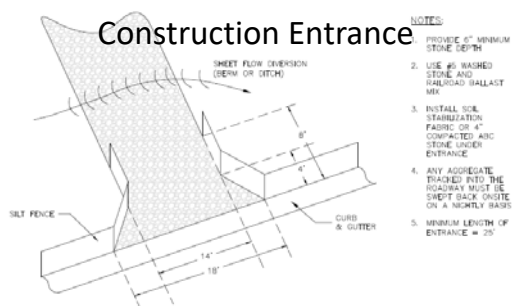 Construction Entrance
NOTES:
1. PROVIDE 6" MINIMUM
STONE DEPTH
2. USE #5 WASHED
STONE AND
RAILROAD BALLAST
MIX
3. INSTALL SOIL
STABILIZATION
FABRIC OR 4"
COMPACTED ABC
STONE UNDER
ENTRANCE
4. ANY AGGREGATE
TRACKED INTO THE
ROADWAY MUST BE
SWEPT BACK ONSITE
ON A NIGHTLY BASIS
5. MINIMUM LENGTH OF
ENTRANCE = 25'
SHEET FLOW DIVERSION
(BERM OR DITCH)
8'
4'
SILT FENCE
CURB
& GUTTER
14'
18'